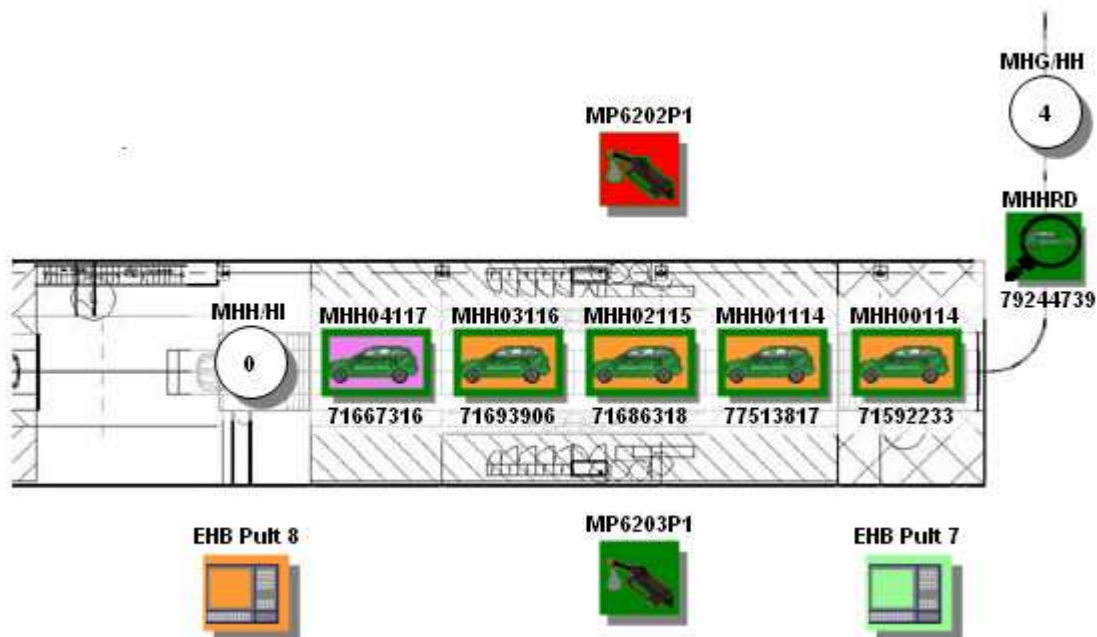 MHG/HH
4
MP6202P1
MHHRD
79244739
MHH/HI
0
MHH04117
MHH03116
MHH02115
MHH01114
MHH00114
71667316
71693906
71686318
77513817
71592233
EHB Pult 8
MP6203P1
EHB Pult 7